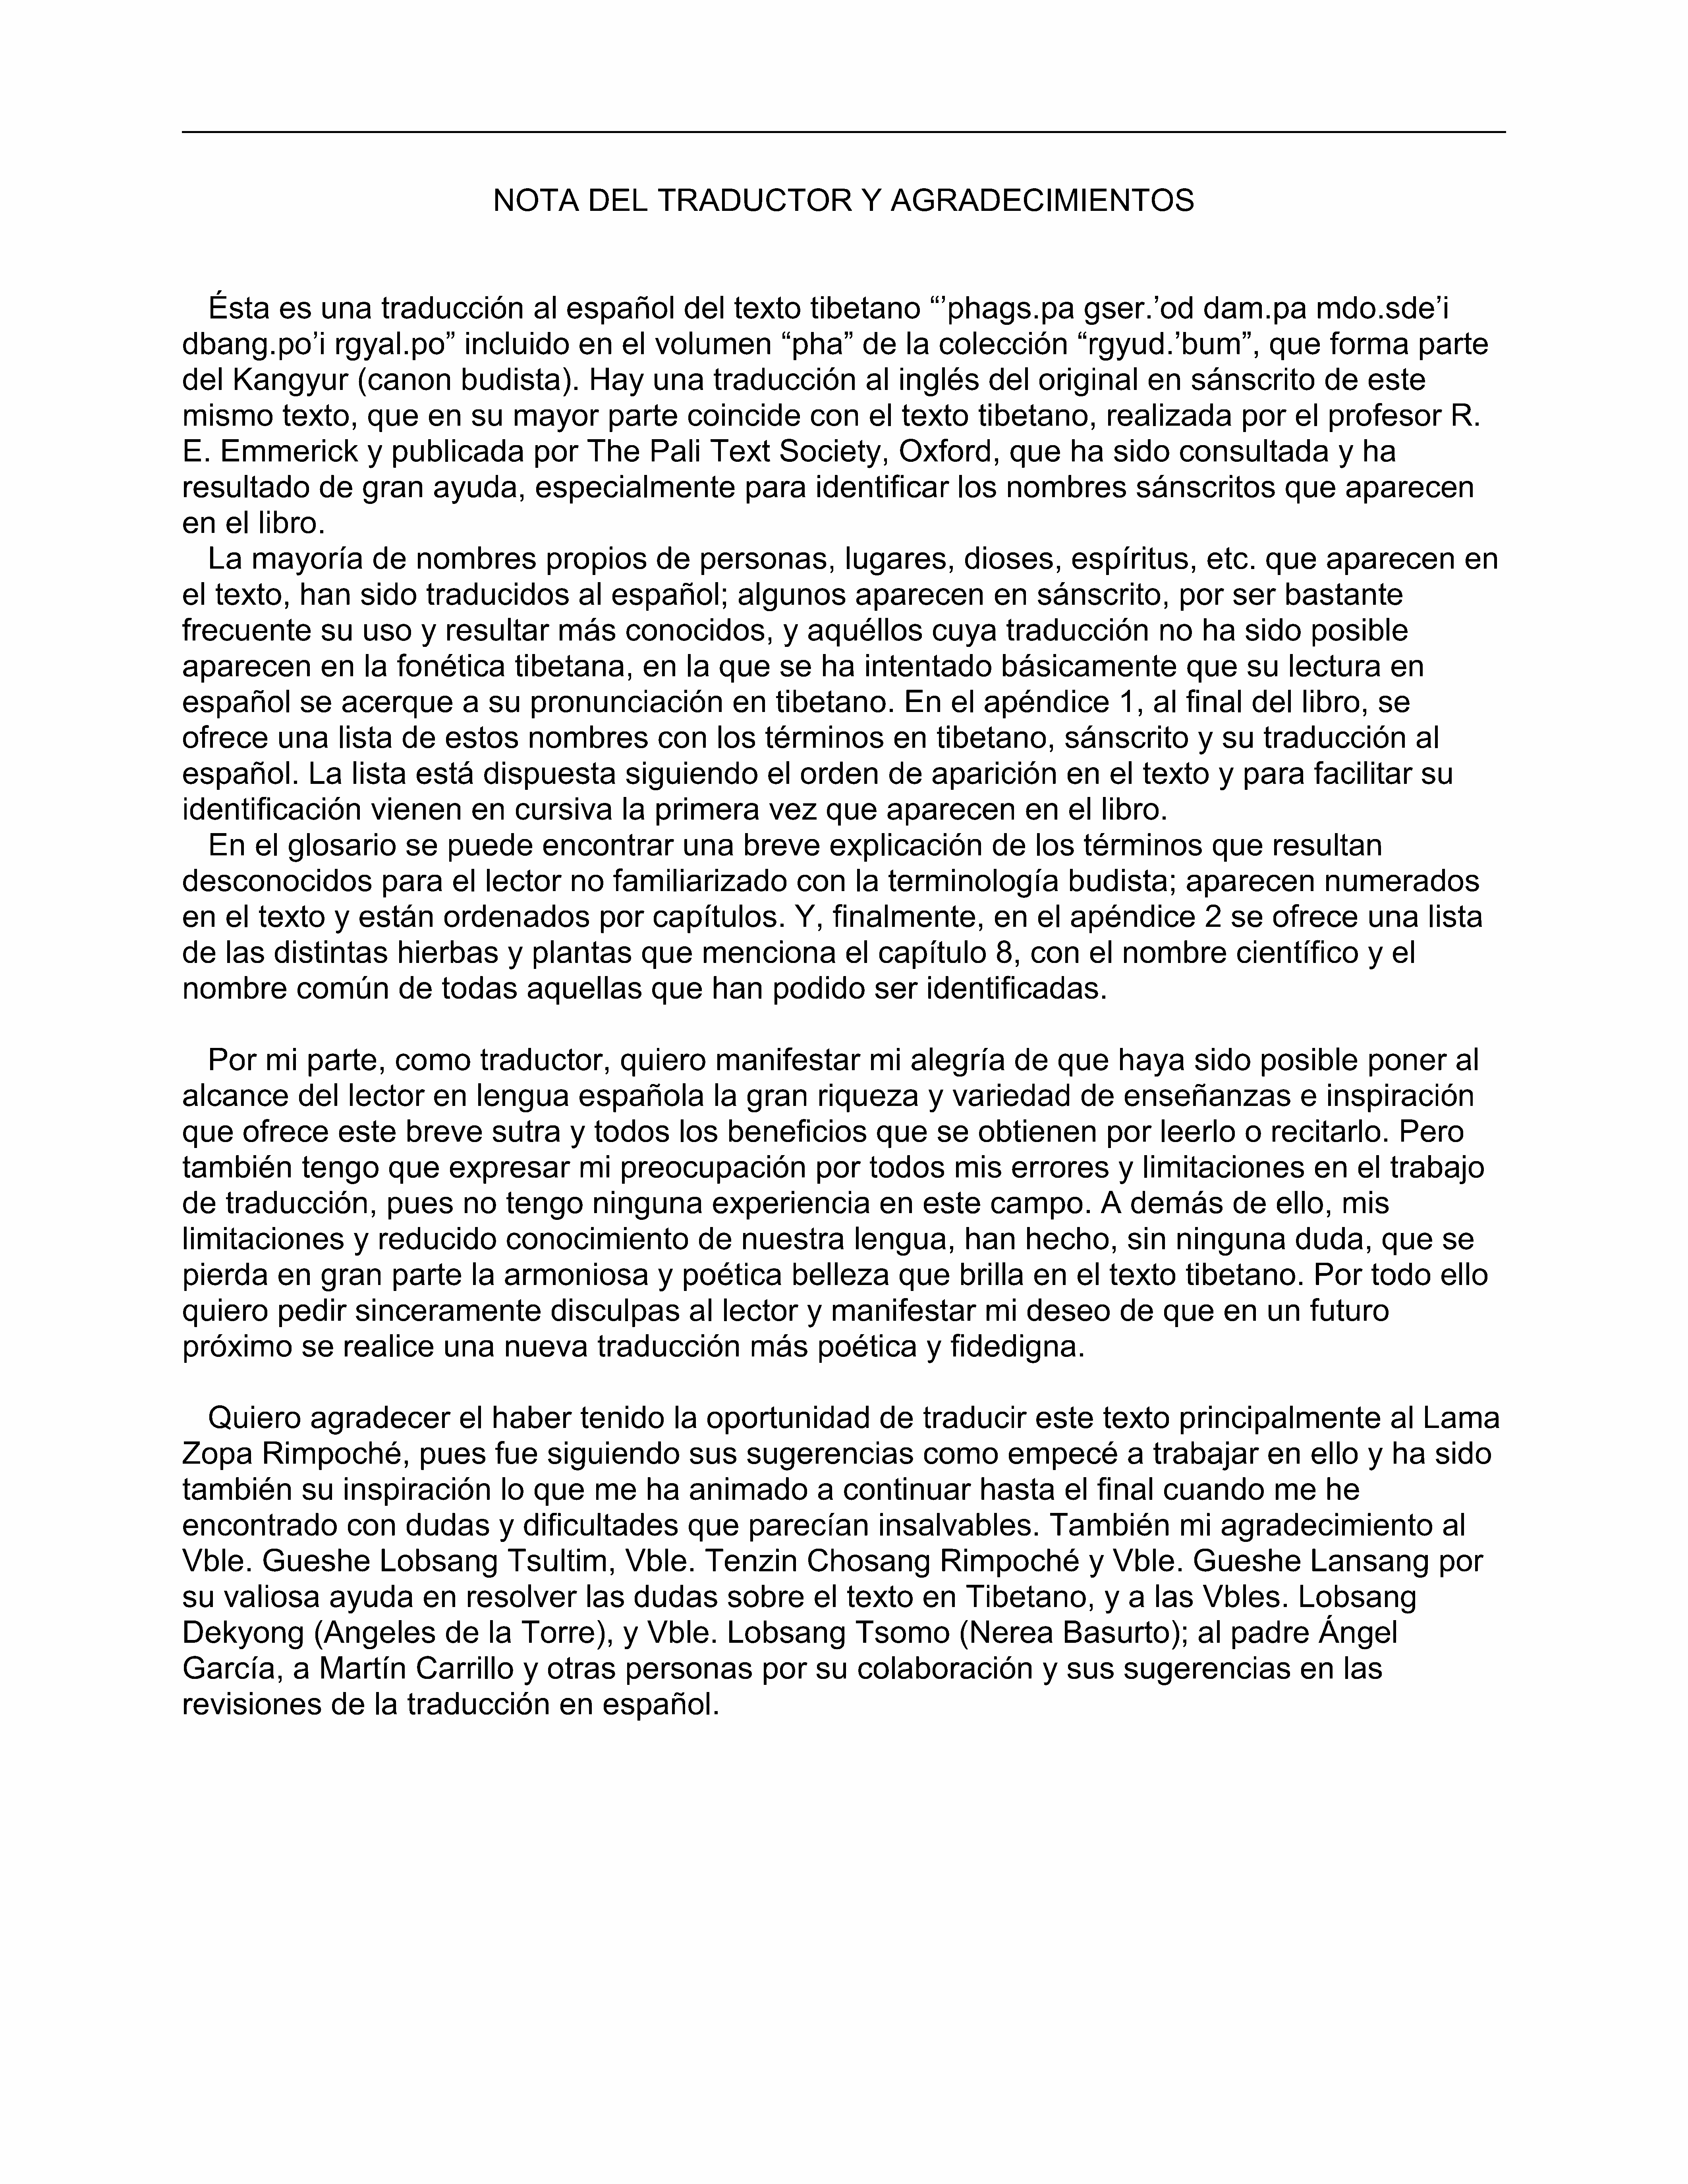 NOTA DEL TRADUCTOR Y AGRADECIMIENTOS
Ésta es una traducción al español del texto tibetano “’phags.pa gser.’od dam.pa mdo.sde’i
dbang.po’i rgyal.po” incluido en el volumen “pha” de la colección “rgyud.’bum”, que forma parte
del Kangyur (canon budista). Hay una traducción al inglés del original en sánscrito de este
mismo texto, que en su mayor parte coincide con el texto tibetano, realizada por el profesor R.
E. Emmerick y publicada por The Pali Text Society, Oxford, que ha sido consultada y ha
resultado de gran ayuda, especialmente para identificar los nombres sánscritos que aparecen
en el libro.
La mayoría de nombres propios de personas, lugares, dioses, espíritus, etc. que aparecen en
el texto, han sido traducidos al español; algunos aparecen en sánscrito, por ser bastante
frecuente su uso y resultar más conocidos, y aquéllos cuya traducción no ha sido posible
aparecen en la fonética tibetana, en la que se ha intentado básicamente que su lectura en
español se acerque a su pronunciación en tibetano. En el apéndice 1, al final del libro, se
ofrece una lista de estos nombres con los términos en tibetano, sánscrito y su traducción al
español. La lista está dispuesta siguiendo el orden de aparición en el texto y para facilitar su
identificación vienen en cursiva la primera vez que aparecen en el libro.
En el glosario se puede encontrar una breve explicación de los términos que resultan
desconocidos para el lector no familiarizado con la terminología budista; aparecen numerados
en el texto y están ordenados por capítulos. Y, finalmente, en el apéndice 2 se ofrece una lista
de las distintas hierbas y plantas que menciona el capítulo 8, con el nombre científico y el
nombre común de todas aquellas que han podido ser identificadas.
Por mi parte, como traductor, quiero manifestar mi alegría de que haya sido posible poner al
alcance del lector en lengua española la gran riqueza y variedad de enseñanzas e inspiración
que ofrece este breve sutra y todos los beneficios que se obtienen por leerlo o recitarlo. Pero
también tengo que expresar mi preocupación por todos mis errores y limitaciones en el trabajo
de traducción, pues no tengo ninguna experiencia en este campo. A demás de ello, mis
limitaciones y reducido conocimiento de nuestra lengua, han hecho, sin ninguna duda, que se
pierda en gran parte la armoniosa y poética belleza que brilla en el texto tibetano. Por todo ello
quiero pedir sinceramente disculpas al lector y manifestar mi deseo de que en un futuro
próximo se realice una nueva traducción más poética y fidedigna.
Quiero agradecer el haber tenido la oportunidad de traducir este texto principalmente al Lama
Zopa Rimpoché, pues fue siguiendo sus sugerencias como empecé a trabajar en ello y ha sido
también su inspiración lo que me ha animado a continuar hasta el final cuando me he
encontrado con dudas y dificultades que parecían insalvables. También mi agradecimiento al
Vble. Gueshe Lobsang Tsultim, Vble. Tenzin Chosang Rimpoché y Vble. Gueshe Lansang por
su valiosa ayuda en resolver las dudas sobre el texto en Tibetano, y a las Vbles. Lobsang
Dekyong (Angeles de la Torre), y Vble. Lobsang Tsomo (Nerea Basurto); al padre Ángel
García, a Martín Carrillo y otras personas por su colaboración y sus sugerencias en las
revisiones de la traducción en español.